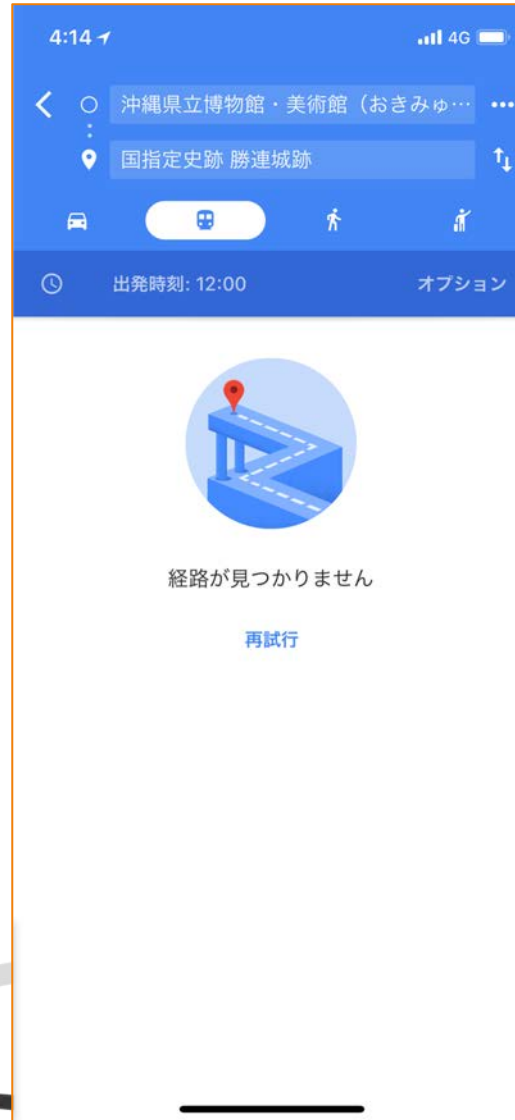 4:14
4G
沖縄県立博物館・美術館（おきみゅ…
国指定史跡 勝連城跡
出発時刻: 12:00
オプション
経路が見つかりません
再試行